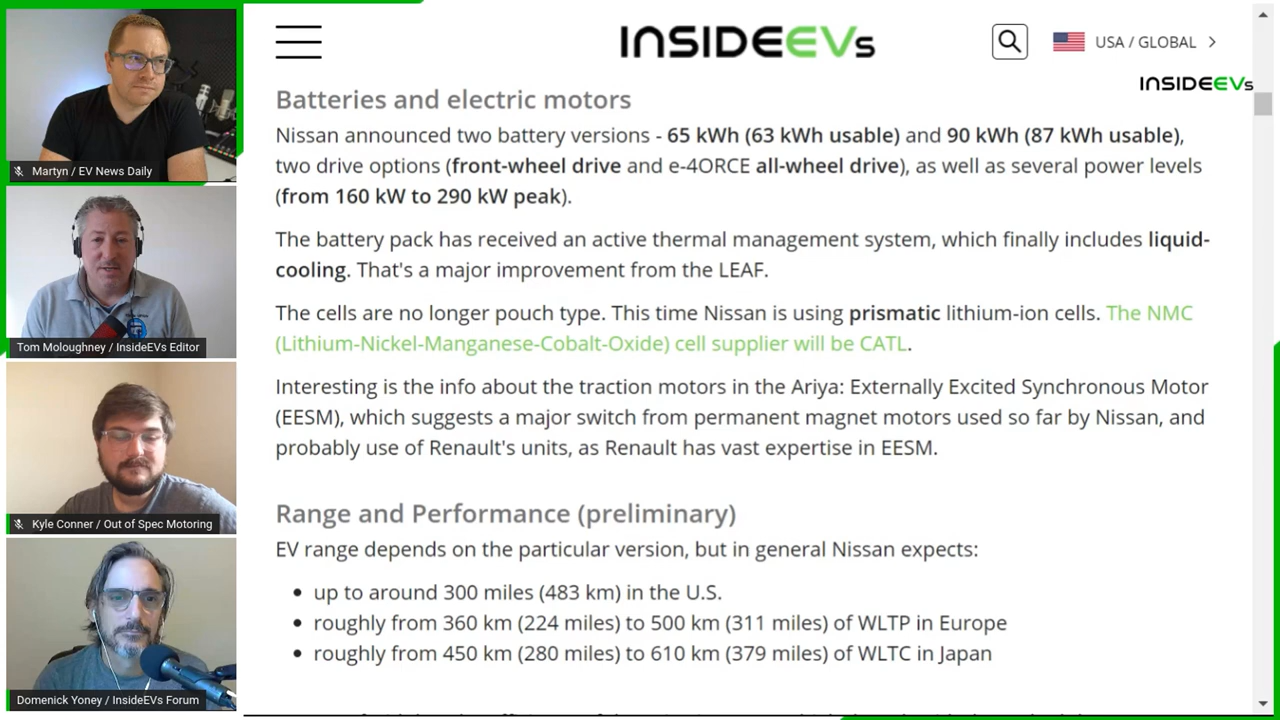 Martyn / EV News Daily
Tom Moloughney / InsideEVs Editor
Kyle Conner / Out of Spec Motoring
Domenick Yoney / InsideEVs Forum
INSIDEEVs
USA / GLOBAL
INSIDEEVs
Batteries and electric motors
Nissan announced two battery versions - 65 kWh (63 kWh usable) and 90 kWh (87 kWh usable),
two drive options (front-wheel drive and e-4ORCE all-wheel drive), as well as several power levels
(from 160 kW to 290 kW peak).
The battery pack has received an active thermal management system, which finally includes liquid-
cooling. That's a major improvement from the LEAF.
The cells are no longer pouch type. This time Nissan is using prismatic lithium-ion cells. The NMC
(Lithium-Nickel-Manganese-Cobalt-Oxide) cell supplier will be CATL.
Interesting is the info about the traction motors in the Ariya: Externally Excited Synchronous Motor
(EESM), which suggests a major switch from permanent magnet motors used so far by Nissan, and
probably use of Renault's units, as Renault has vast expertise in EESM.
Range and Performance (preliminary)
EV range depends on the particular version, but in general Nissan expects:
• up to around 300 miles (483 km) in the U.S.
• roughly from 360 km (224 miles) to 500 km (311 miles) of WLTP in Europe
• roughly from 450 km (280 miles) to 610 km (379 miles) of WLTC in Japan